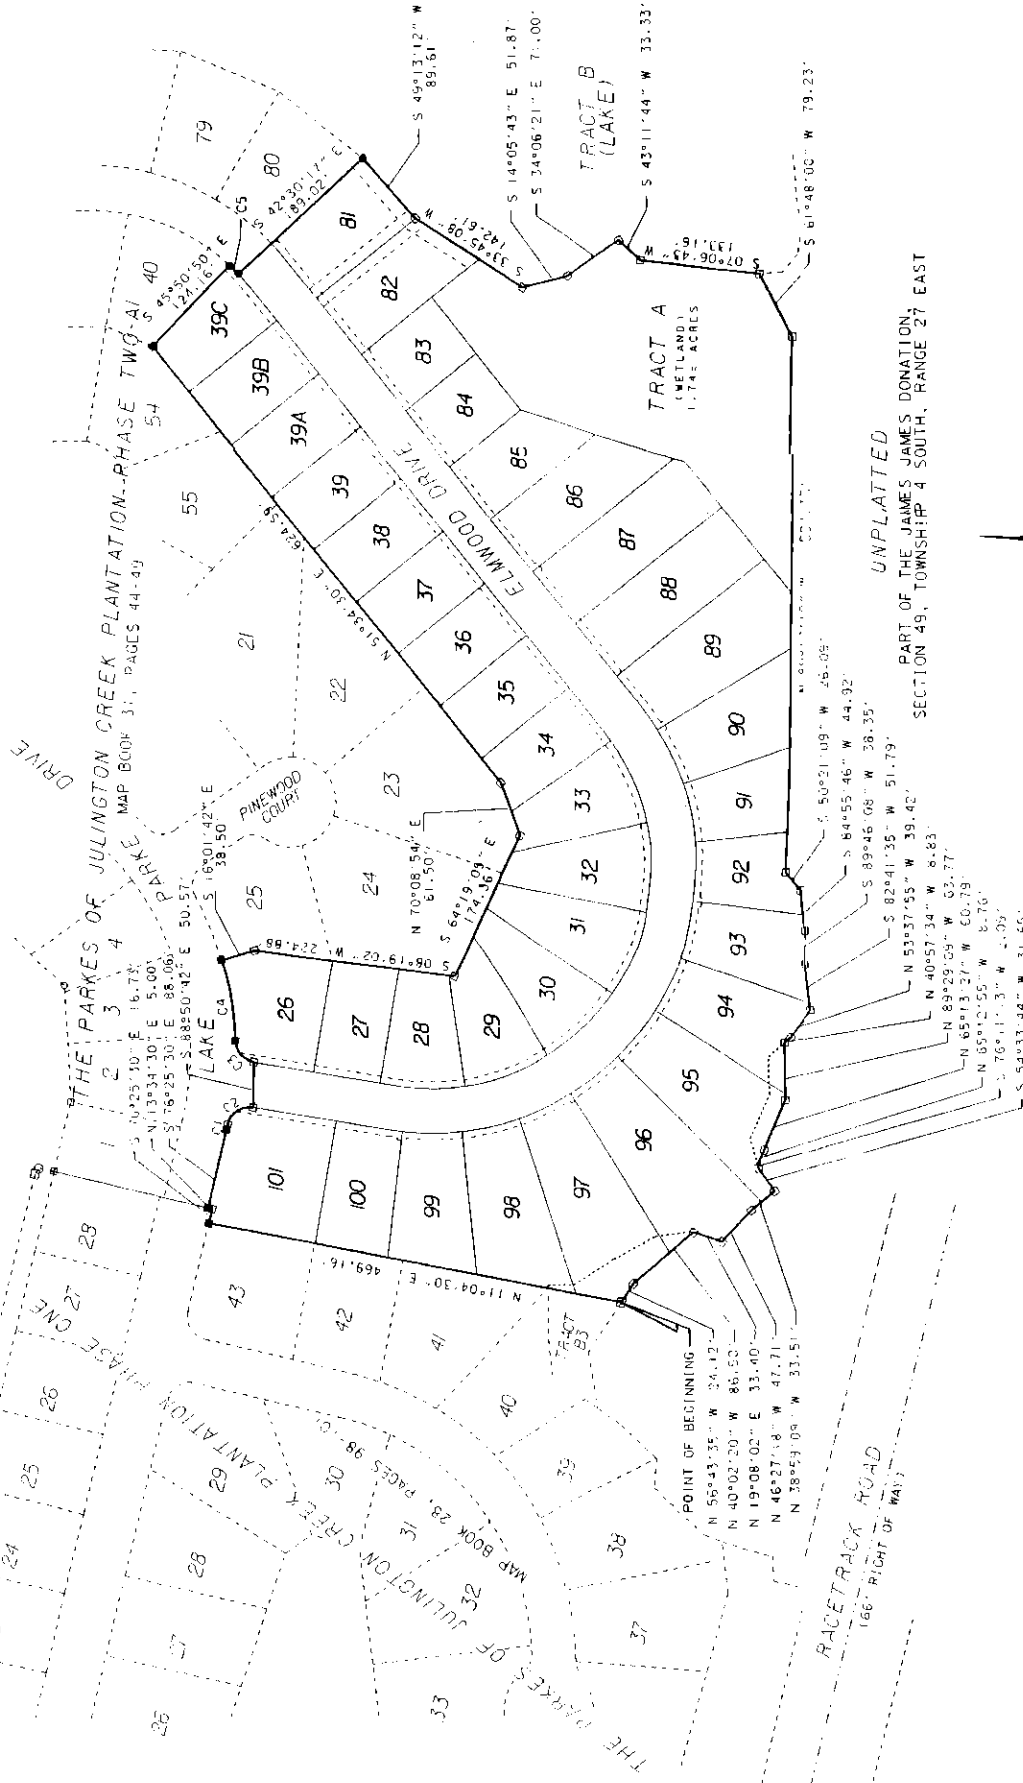 THE PARKES OF JULINGTON CREEK PLANTATION PHASE TWO-A1
MAP BOOK 31, PAGES 44-49
DRIVE
PARKE
LAKE
PINEWOOD
COURT
79
80
40
54
55
21
22
23
24
25
1
2
3
4
S 45°50'50" E
124.16'
C5
S 42°30'17" E
189.02'
S 49°13'12" W
89.61'
S 33°45'08" W
142.61'
S 14°05'43" E 51.87'
S 34°06'21" E 71.00'
TRACT B
(LAKE)
S 43°11'44" W 33.33'
S 07°06'43" W
133.16'
S 61°48'00" W 79.23'
TRACT A
(WETLAND)
1.74± ACRES
N 51°34'30" E
624.59'
N 70°08'54" E
61.50'
S 64°19'09" E
174.36'
S 06°19'02" W
224.88'
S 16°01'42" E
38.50'
S 88°50'42" E 50.57'
S 76°25'30" E 88.06'
N 13°34'30" E 5.00'
16.73'
C1
C2
C3
C4
39C
39B
39A
39
38
37
36
35
34
33
32
31
30
29
28
27
26
ELMWOOD DRIVE
81
82
83
84
85
86
87
88
89
90
91
92
93
94
95
96
97
98
99
100
101
N 11°04'30" E
469.16'
UNPLATTED
PART OF THE JAMES JAMES DONATION,
SECTION 49, TOWNSHIP 4 SOUTH, RANGE 27 EAST
S 50°21'09" W 26.09'
S 84°55'46" W 44.92'
S 89°46'08" W 38.35'
S 82°41'35" W 51.79'
N 53°37'55" W 39.42'
N 40°57'34" W 8.83'
N 89°29'09" W 63.77'
N 65°13'27" W 60.79'
N 65°12'55" W
POINT OF BEGINNING
N 56°43'35" W 24.12'
N 40°02'20" W
N 19°08'02" E 33.40'
N 46°27'18" W 47.71'
N 38°59'09" W 33.51'
THE PARKES OF JULINGTON CREEK PLANTATION PHASE ONE
MAP BOOK 28, PAGES
28
27
26
25
24
43
42
41
40
39
38
37
TRACT
B3
29
30
31
32
33
28
26
RACETRACK ROAD
(66' RIGHT OF WAY)